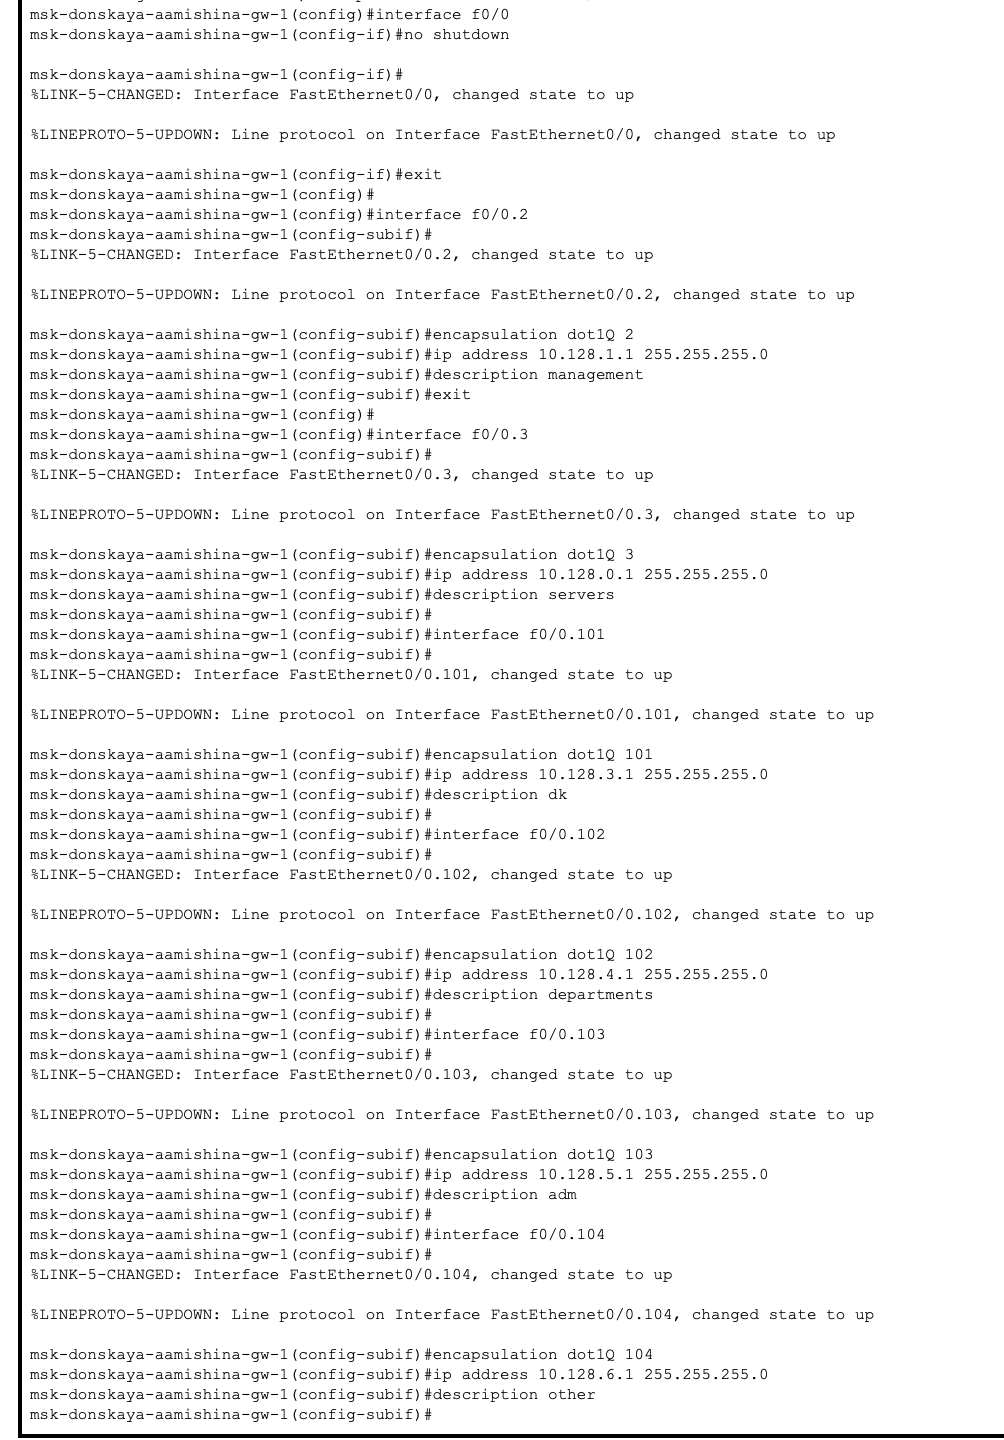 msk-donskaya-aamishina-gw-1(config)#interface f0/0
msk-donskaya-aamishina-gw-1(config-if)#no shutdown
msk-donskaya-aamishina-gw-1(config-if)#
%LINK-5-CHANGED: Interface FastEthernet0/0, changed state to up
%LINEPROTO-5-UPDOWN: Line protocol on Interface FastEthernet0/0, changed state to up
msk-donskaya-aamishina-gw-1(config-if)#exit
msk-donskaya-aamishina-gw-1(config)#
msk-donskaya-aamishina-gw-1(config)#interface f0/0.2
msk-donskaya-aamishina-gw-1(config-subif)#
%LINK-5-CHANGED: Interface FastEthernet0/0.2, changed state to up
%LINEPROTO-5-UPDOWN: Line protocol on Interface FastEthernet0/0.2, changed state to up
msk-donskaya-aamishina-gw-1(config-subif)#encapsulation dot1Q 2
msk-donskaya-aamishina-gw-1(config-subif)#ip address 10.128.1.1 255.255.255.0
msk-donskaya-aamishina-gw-1(config-subif)#description management
msk-donskaya-aamishina-gw-1(config-subif)#exit
msk-donskaya-aamishina-gw-1(config)#
msk-donskaya-aamishina-gw-1(config)#interface f0/0.3
msk-donskaya-aamishina-gw-1(config-subif)#
%LINK-5-CHANGED: Interface FastEthernet0/0.3, changed state to up
%LINEPROTO-5-UPDOWN: Line protocol on Interface FastEthernet0/0.3, changed state to up
msk-donskaya-aamishina-gw-1(config-subif)#encapsulation dot1Q 3
msk-donskaya-aamishina-gw-1(config-subif)#ip address 10.128.0.1 255.255.255.0
msk-donskaya-aamishina-gw-1(config-subif)#description servers
msk-donskaya-aamishina-gw-1(config-subif)#
msk-donskaya-aamishina-gw-1(config-subif)#interface f0/0.101
msk-donskaya-aamishina-gw-1(config-subif)#
%LINK-5-CHANGED: Interface FastEthernet0/0.101, changed state to up
%LINEPROTO-5-UPDOWN: Line protocol on Interface FastEthernet0/0.101, changed state to up
msk-donskaya-aamishina-gw-1(config-subif)#encapsulation dot1Q 101
msk-donskaya-aamishina-gw-1(config-subif)#ip address 10.128.3.1 255.255.255.0
msk-donskaya-aamishina-gw-1(config-subif)#description dk
msk-donskaya-aamishina-gw-1(config-subif)#
msk-donskaya-aamishina-gw-1(config-subif)#interface f0/0.102
msk-donskaya-aamishina-gw-1(config-subif)#
%LINK-5-CHANGED: Interface FastEthernet0/0.102, changed state to up
%LINEPROTO-5-UPDOWN: Line protocol on Interface FastEthernet0/0.102, changed state to up
msk-donskaya-aamishina-gw-1(config-subif)#encapsulation dot1Q 102
msk-donskaya-aamishina-gw-1(config-subif)#ip address 10.128.4.1 255.255.255.0
msk-donskaya-aamishina-gw-1(config-subif)#description departments
msk-donskaya-aamishina-gw-1(config-subif)#
msk-donskaya-aamishina-gw-1(config-subif)#interface f0/0.103
msk-donskaya-aamishina-gw-1(config-subif)#
%LINK-5-CHANGED: Interface FastEthernet0/0.103, changed state to up
%LINEPROTO-5-UPDOWN: Line protocol on Interface FastEthernet0/0.103, changed state to up
msk-donskaya-aamishina-gw-1(config-subif)#encapsulation dot1Q 103
msk-donskaya-aamishina-gw-1(config-subif)#ip address 10.128.5.1 255.255.255.0
msk-donskaya-aamishina-gw-1(config-subif)#description adm
msk-donskaya-aamishina-gw-1(config-subif)#
msk-donskaya-aamishina-gw-1(config-subif)#interface f0/0.104
msk-donskaya-aamishina-gw-1(config-subif)#
%LINK-5-CHANGED: Interface FastEthernet0/0.104, changed state to up
%LINEPROTO-5-UPDOWN: Line protocol on Interface FastEthernet0/0.104, changed state to up
msk-donskaya-aamishina-gw-1(config-subif)#encapsulation dot1Q 104
msk-donskaya-aamishina-gw-1(config-subif)#ip address 10.128.6.1 255.255.255.0
msk-donskaya-aamishina-gw-1(config-subif)#description other
msk-donskaya-aamishina-gw-1(config-subif)#